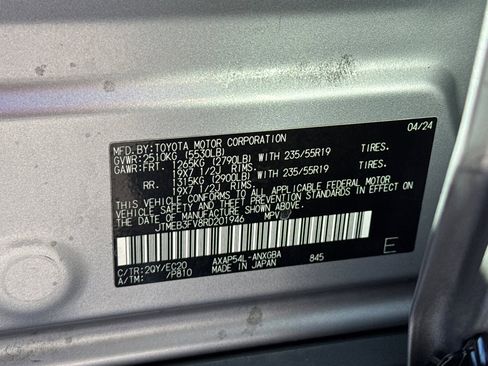 MFD.BY:TOYOTA MOTOR CORPORATION 04/24
GVWR:2510KG (5530LB)
GAWR:FRT. 1265KG (2790LB) WITH 235/55R19 TIRES.
19X7 1/2J RIMS.
RR. 1315KG (2900LB) WITH 235/55R19 TIRES.
19X7 1/2J RIMS.
THIS VEHICLE CONFORMS TO ALL APPLICABLE FEDERAL MOTOR
VEHICLE SAFETY AND THEFT PREVENTION STANDARDS IN EFFECT
ON THE DATE OF MANUFACTURE SHOWN ABOVE.
JTMEB3FV8RD201946 MPV
C/TR:2QY/EC20 AXAP54L-ANXGBA 845 E
A/TM: /P810 MADE IN JAPAN